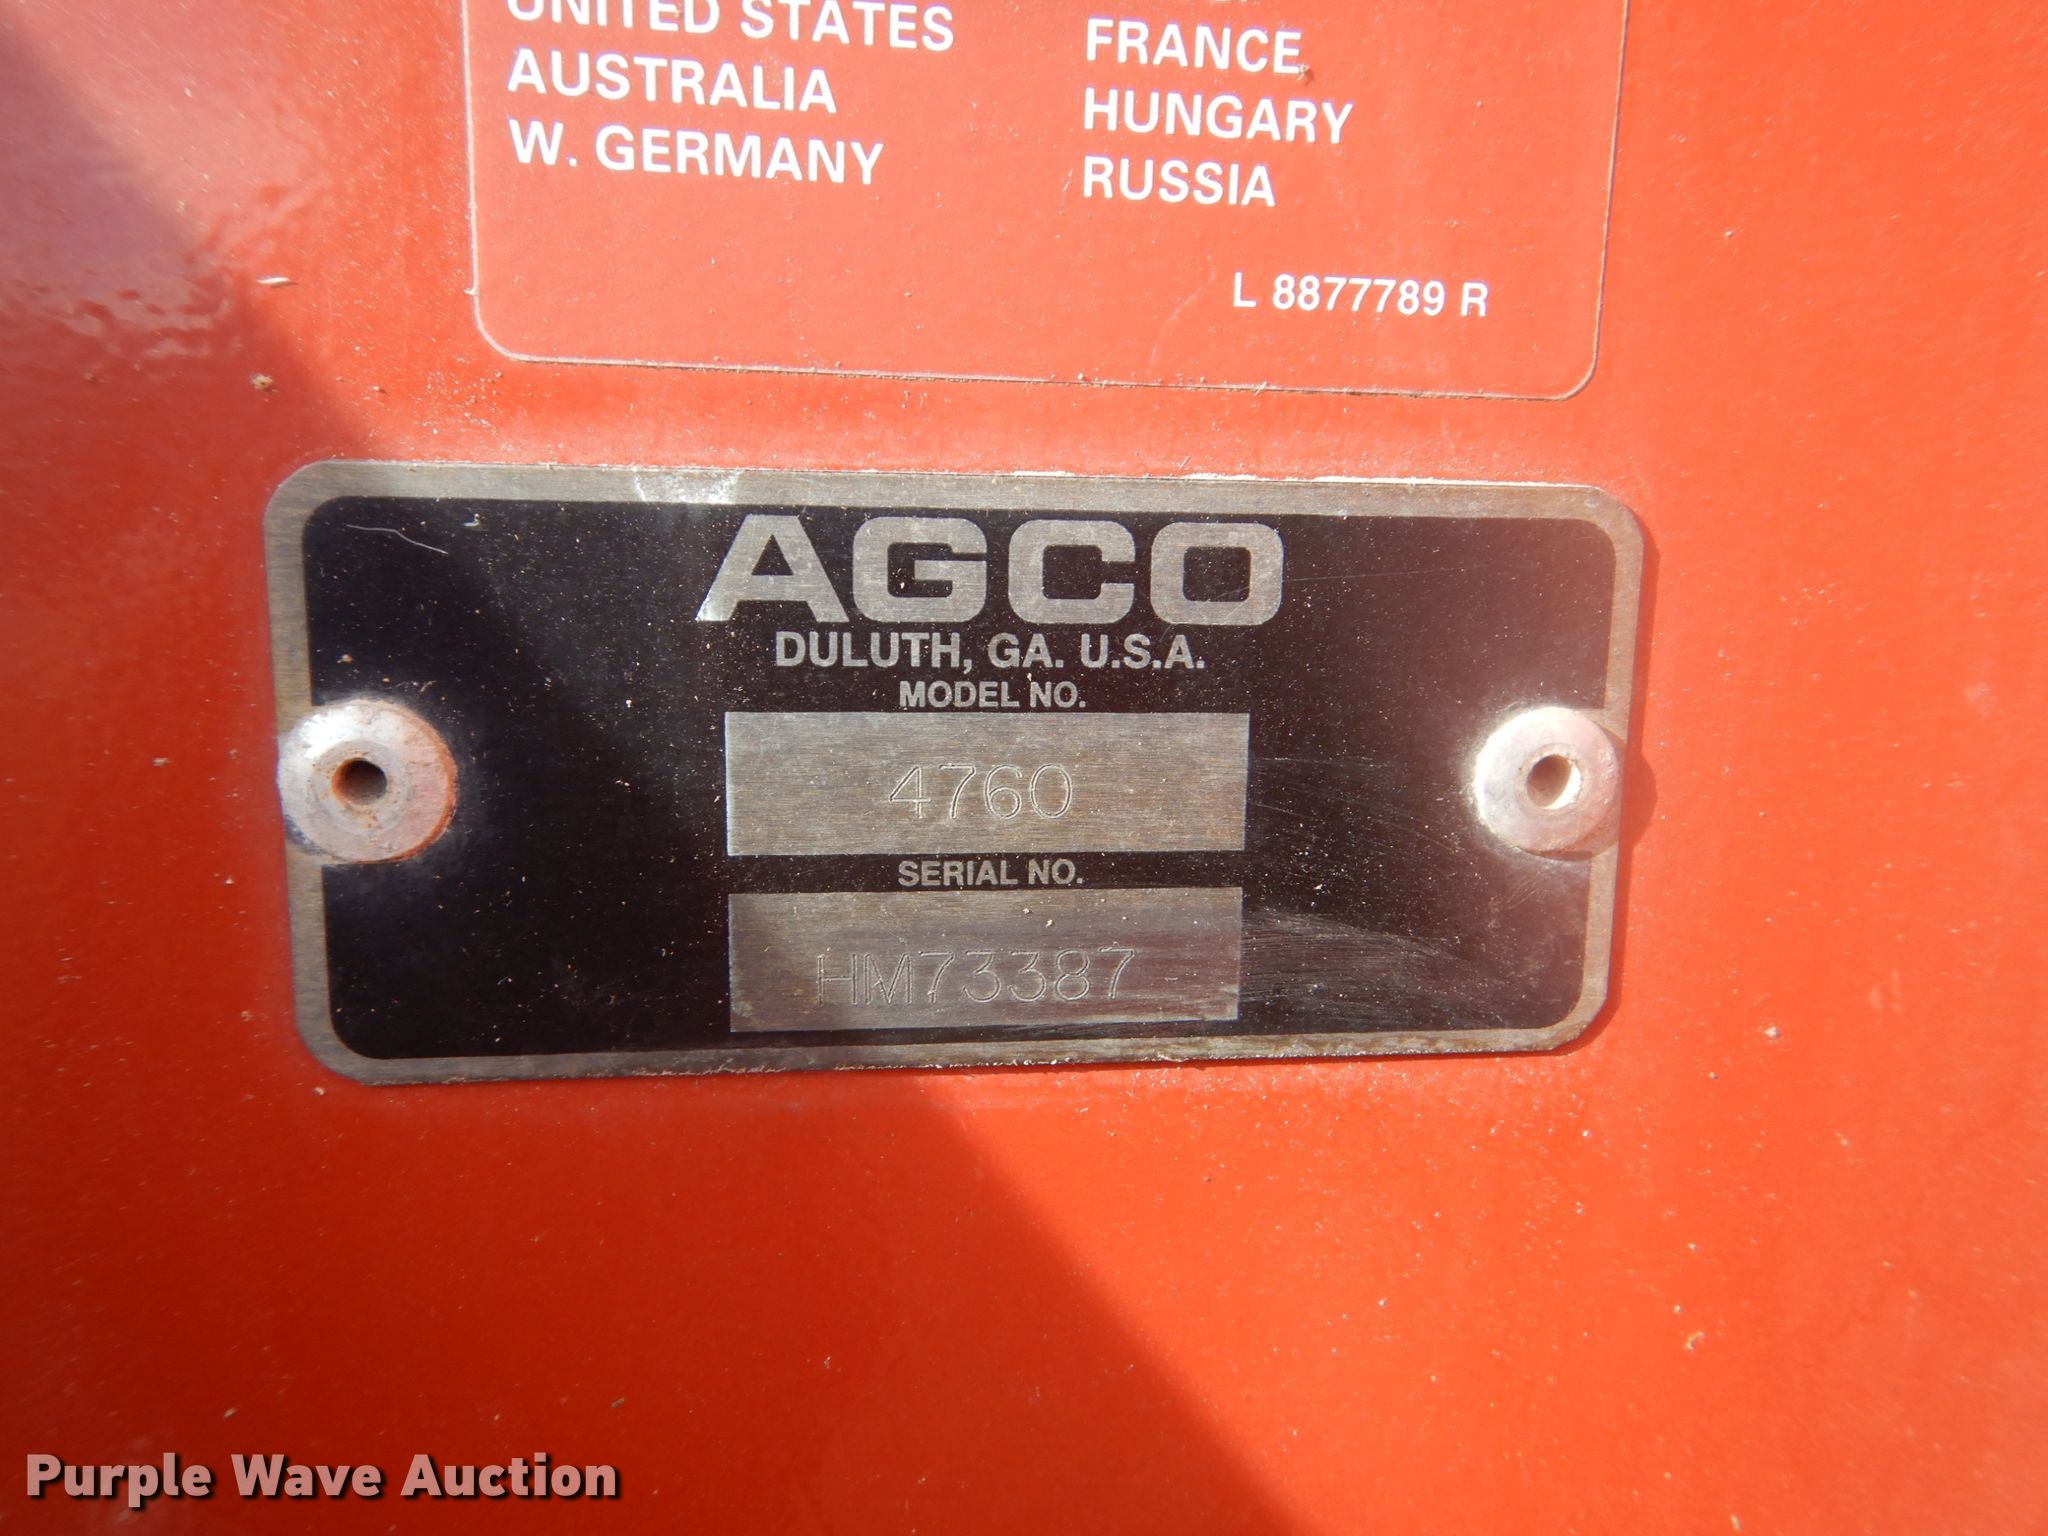 UNITED STATES
AUSTRALIA
W. GERMANY
FRANCE
HUNGARY
RUSSIA
L 8877789 R
AGCO
DULUTH, GA. U.S.A.
MODEL NO.
4760
SERIAL NO.
HM73387
Purple Wave Auction